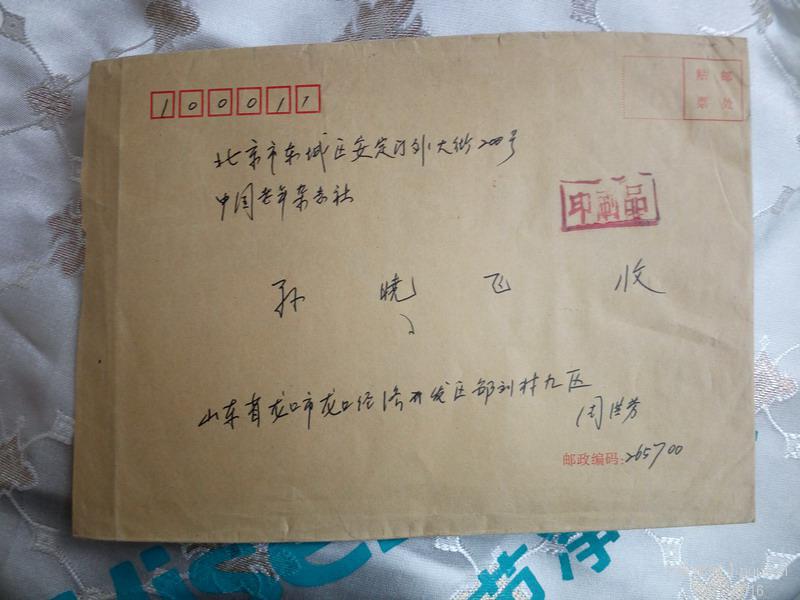 100011
贴邮
票处
北京市东城区安定门外大街200号
中国老年杂志社
印刷品
孙晓飞 收
山东省龙口市龙口经济开发区邹刘村九区
周洪芳
邮政编码:265700